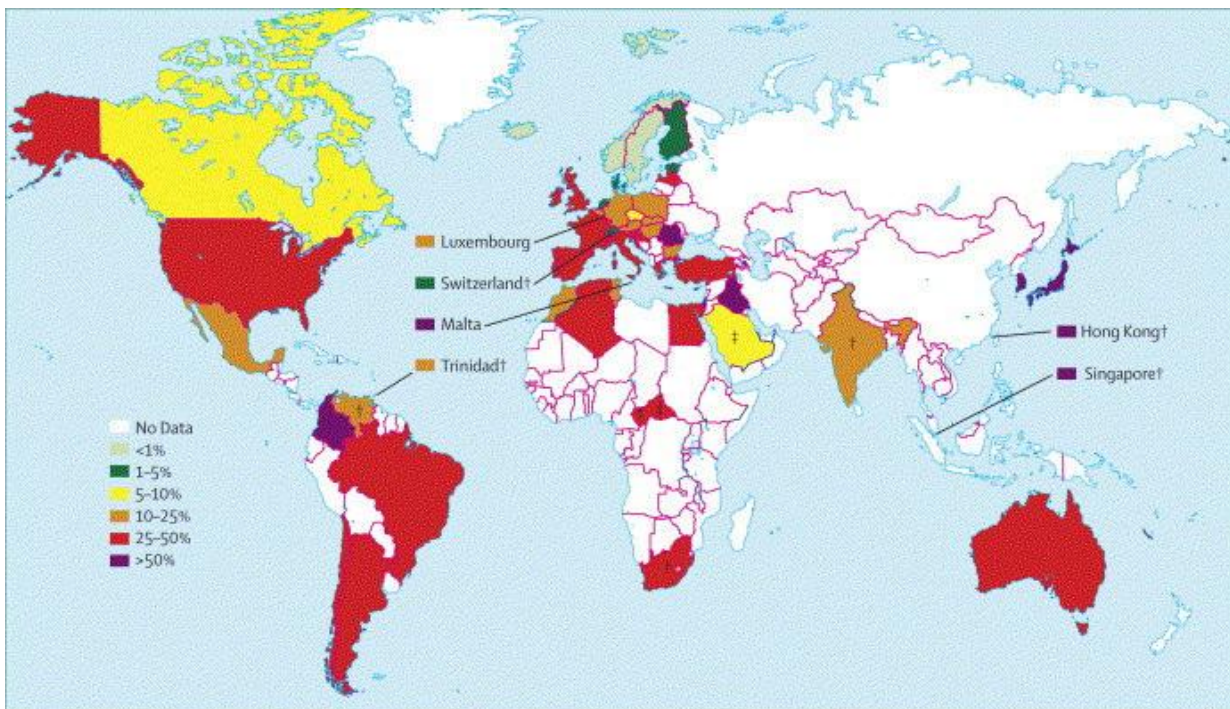 Luxembourg
Switzerland†
Malta
Trinidad†
Hong Kong†
Singapore†
No Data
<1%
1–5%
5–10%
10–25%
25–50%
>50%
‡
†
†
†